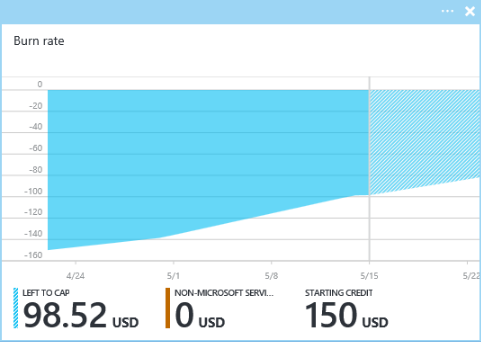 Burn rate
0
-20
-40
-60
-80
-100
-120
-140
-160
4/24 5/1 5/8 5/15 5/22
LEFT TO CAP NON-MICROSOFT SERVI... STARTING CREDIT
98.52 USD 0 USD 150 USD